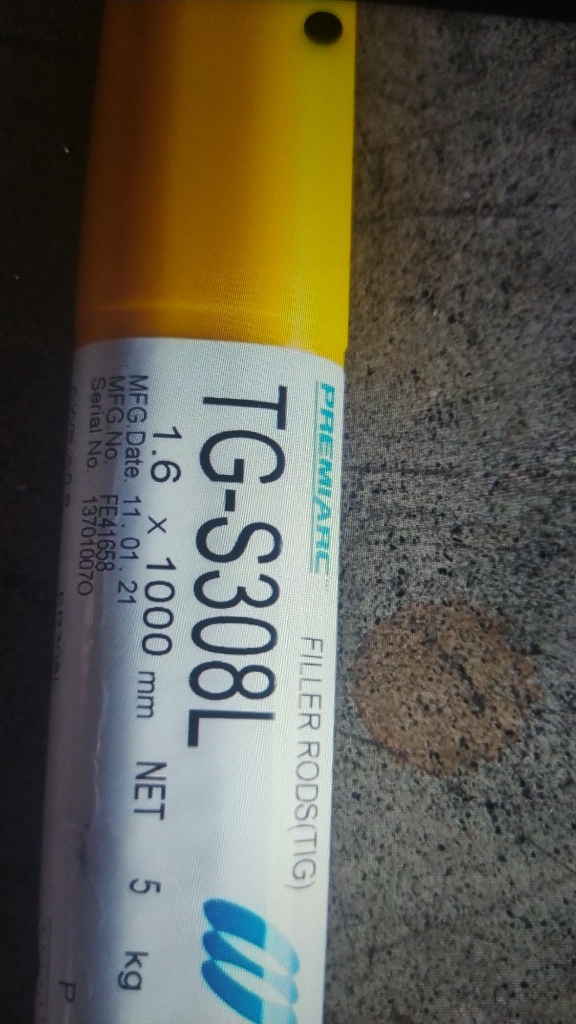 PREMIARC™ FILLER RODS(TIG)
TG-S308L
1.6 x 1000 mm NET 5 kg
MFG.Date. 11 . 01 . 21
MFG.No. FE41658
Serial No. 13701007O